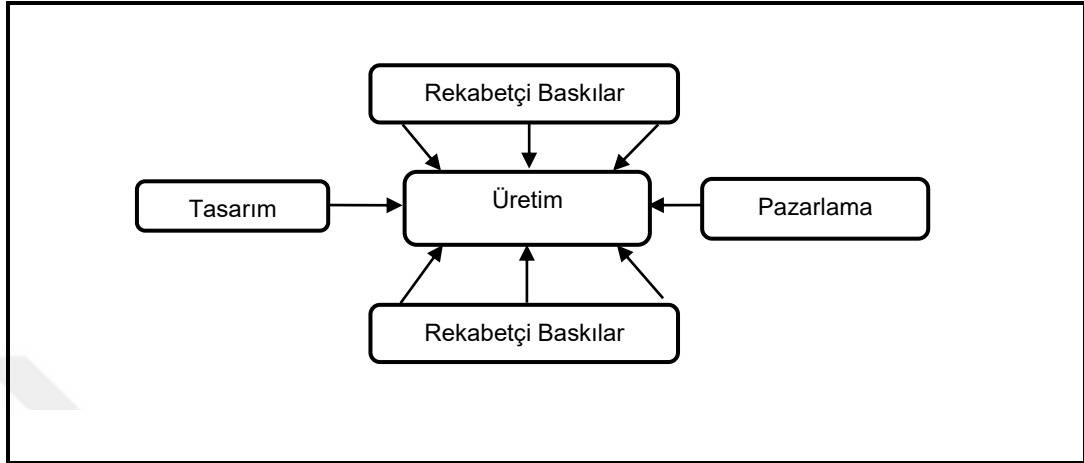 Rekabetçi Baskılar
Tasarım
Üretim
Pazarlama
Rekabetçi Baskılar